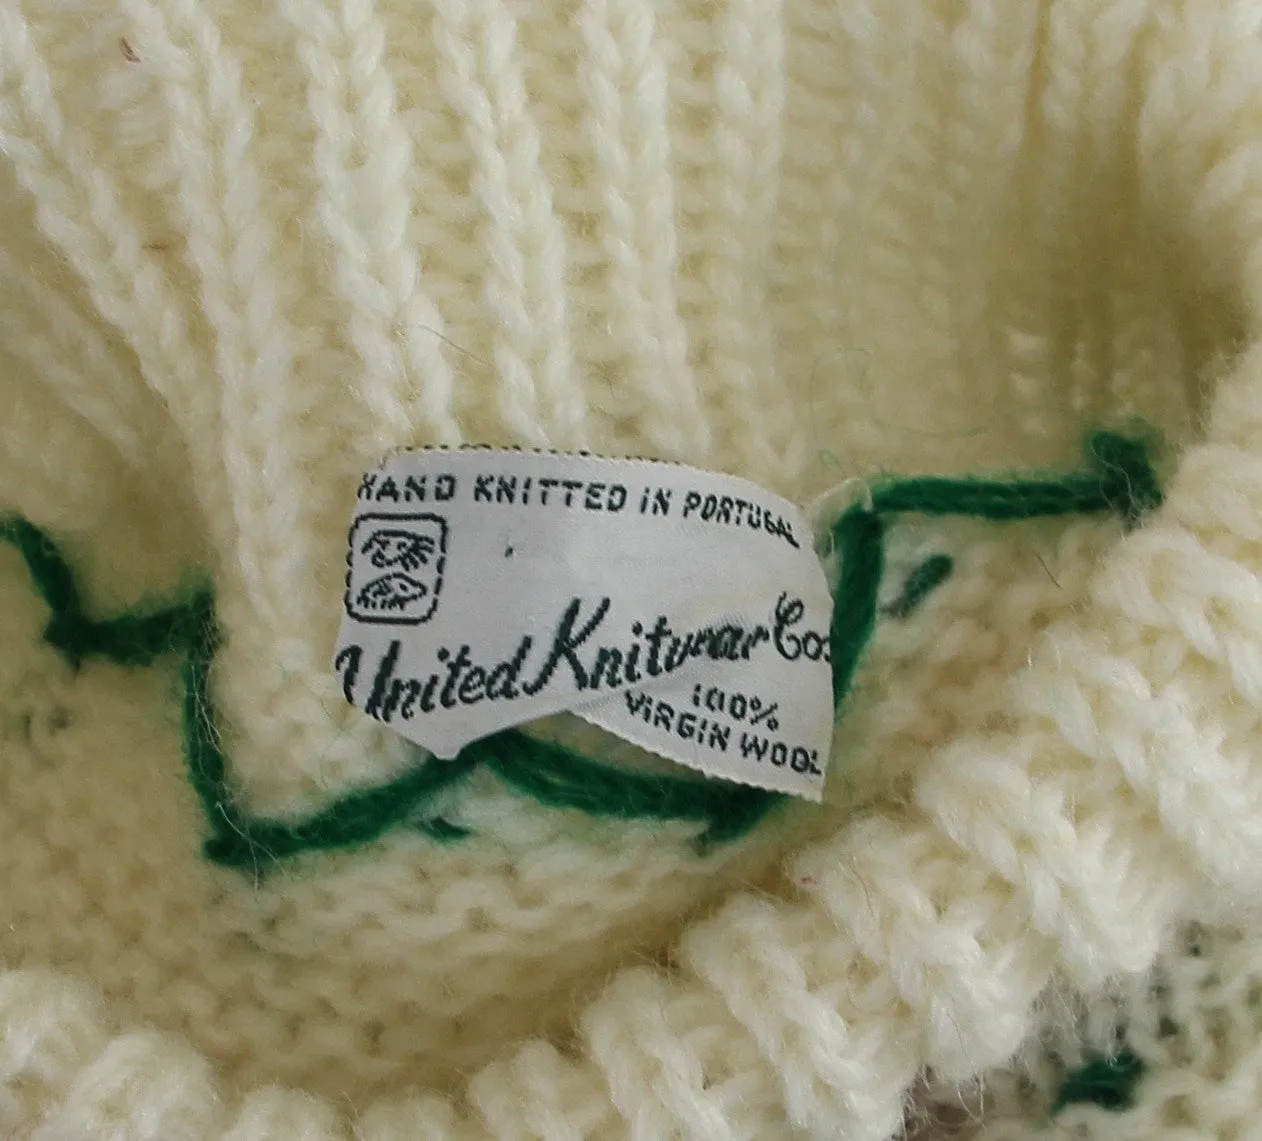 HAND KNITTED IN PORTUGAL
United Knitwear Co.
100%
VIRGIN WOOL